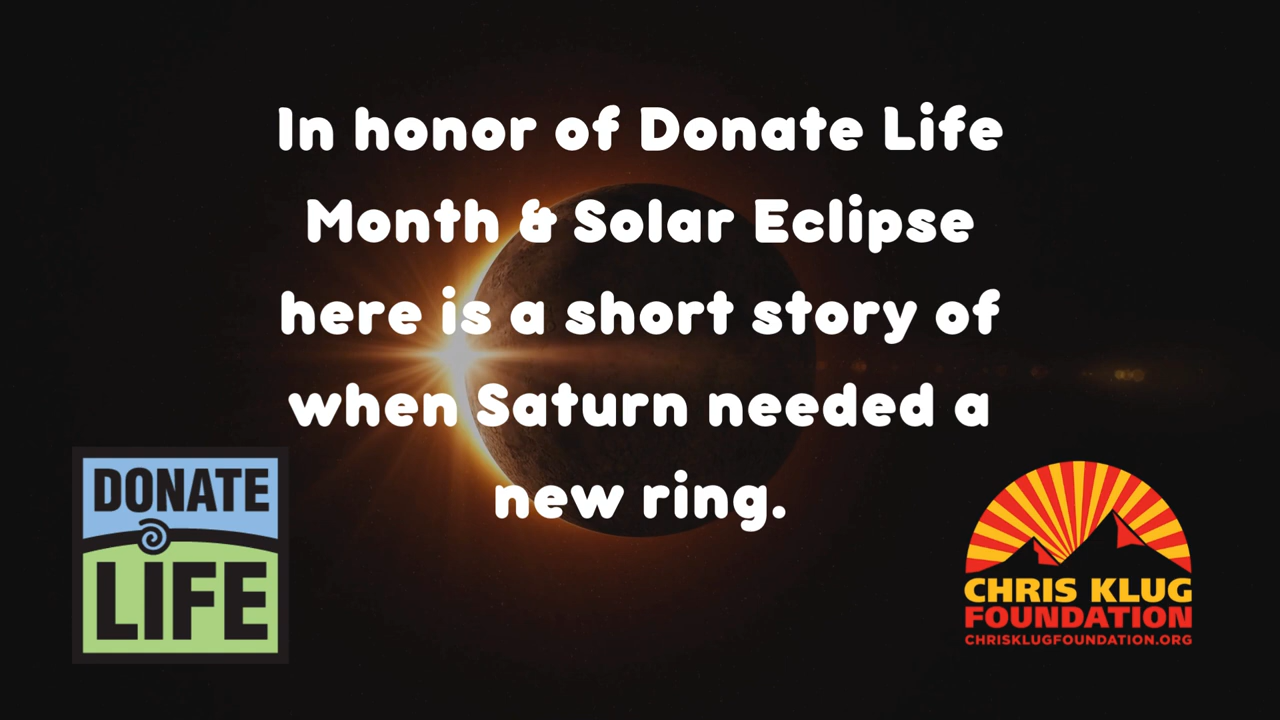 In honor of Donate Life
Month & Solar Eclipse
here is a short story of
when Saturn needed a
new ring.
DONATE
LIFE
CHRIS KLUG
FOUNDATION
CHRISKLUGFOUNDATION.ORG